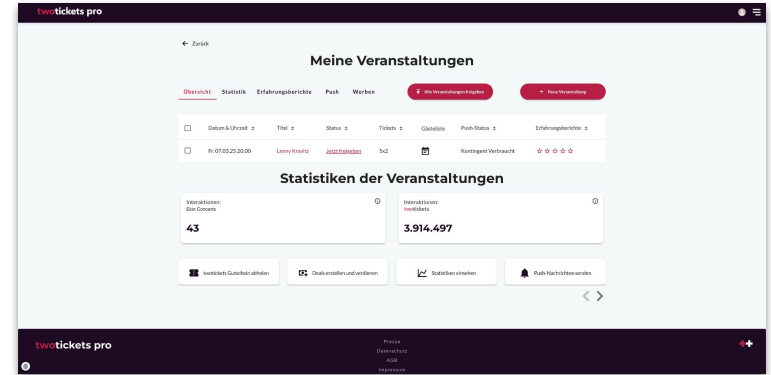 twotickets pro
← Zurück
Meine Veranstaltungen
Übersicht Statistik Erfahrungsberichte Push Werben Alle Veranstaltungen freigeben + Neue Veranstaltung
Datum & Uhrzeit Titel Status Tickets Gästeliste Push-Status Erfahrungsberichte
Fr. 07.03.25 20:00 Lenny Kravitz Jetzt freigeben 5x2 Kontingent Verbraucht
Statistiken der Veranstaltungen
Interaktionen: Interaktionen:
Concerts twotickets
43 3.914.497
twotickets Gutschein abholen Deals erstellen und verdienen Statistiken einsehen Push-Nachrichten senden
twotickets pro
Presse
Datenschutz
AGB
Impressum